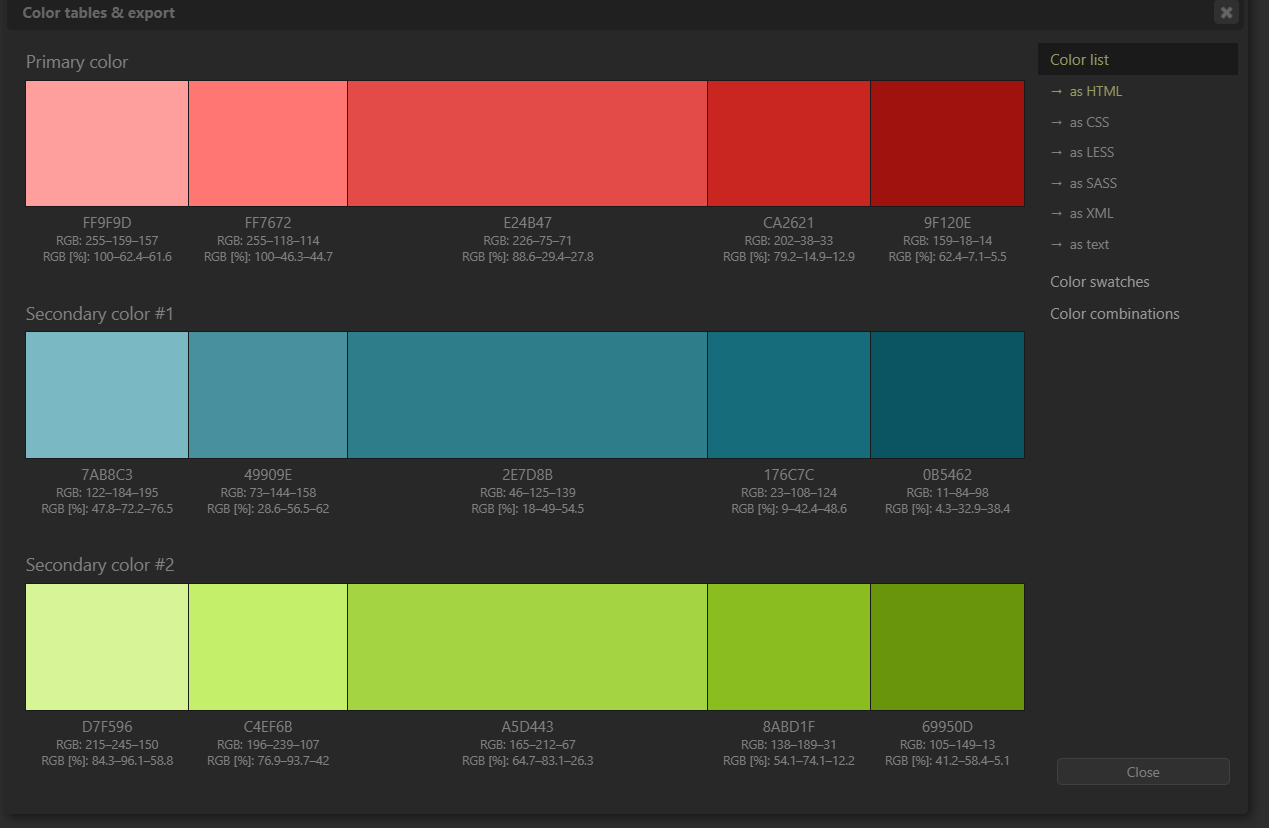 Color tables & export
Primary color
FF9F9D FF7672 E24B47 CA2621 9F120E
RGB: 255–159–157 RGB: 255–118–114 RGB: 226–75–71 RGB: 202–38–33 RGB: 159–18–14
RGB [%]: 100–62.4–61.6 RGB [%]: 100–46.3–44.7 RGB [%]: 88.6–29.4–27.8 RGB [%]: 79.2–14.9–12.9 RGB [%]: 62.4–7.1–5.5
Secondary color #1
7AB8C3 49909E 2E7D8B 176C7C 0B5462
RGB: 122–184–195 RGB: 73–144–158 RGB: 46–125–139 RGB: 23–108–124 RGB: 11–84–98
RGB [%]: 47.8–72.2–76.5 RGB [%]: 28.6–56.5–62 RGB [%]: 18–49–54.5 RGB [%]: 9–42.4–48.6 RGB [%]: 4.3–32.9–38.4
Secondary color #2
D7F596 C4EF6B A5D443 8ABD1F 69950D
RGB: 215–245–150 RGB: 196–239–107 RGB: 165–212–67 RGB: 138–189–31 RGB: 105–149–13
RGB [%]: 84.3–96.1–58.8 RGB [%]: 76.9–93.7–42 RGB [%]: 64.7–83.1–26.3 RGB [%]: 54.1–74.1–12.2 RGB [%]: 41.2–58.4–5.1
Color list
→ as HTML
→ as CSS
→ as LESS
→ as SASS
→ as XML
→ as text
Color swatches
Color combinations
Close